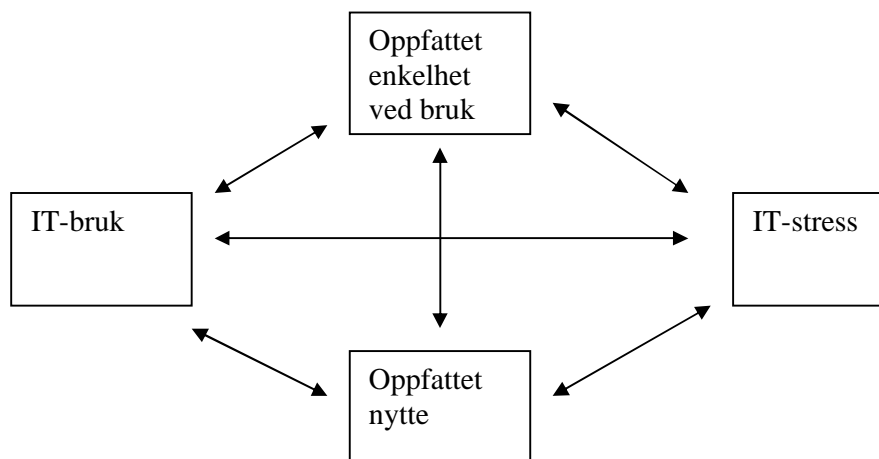 Oppfattet
enkelhet
ved bruk
IT-bruk
IT-stress
Oppfattet
nytte